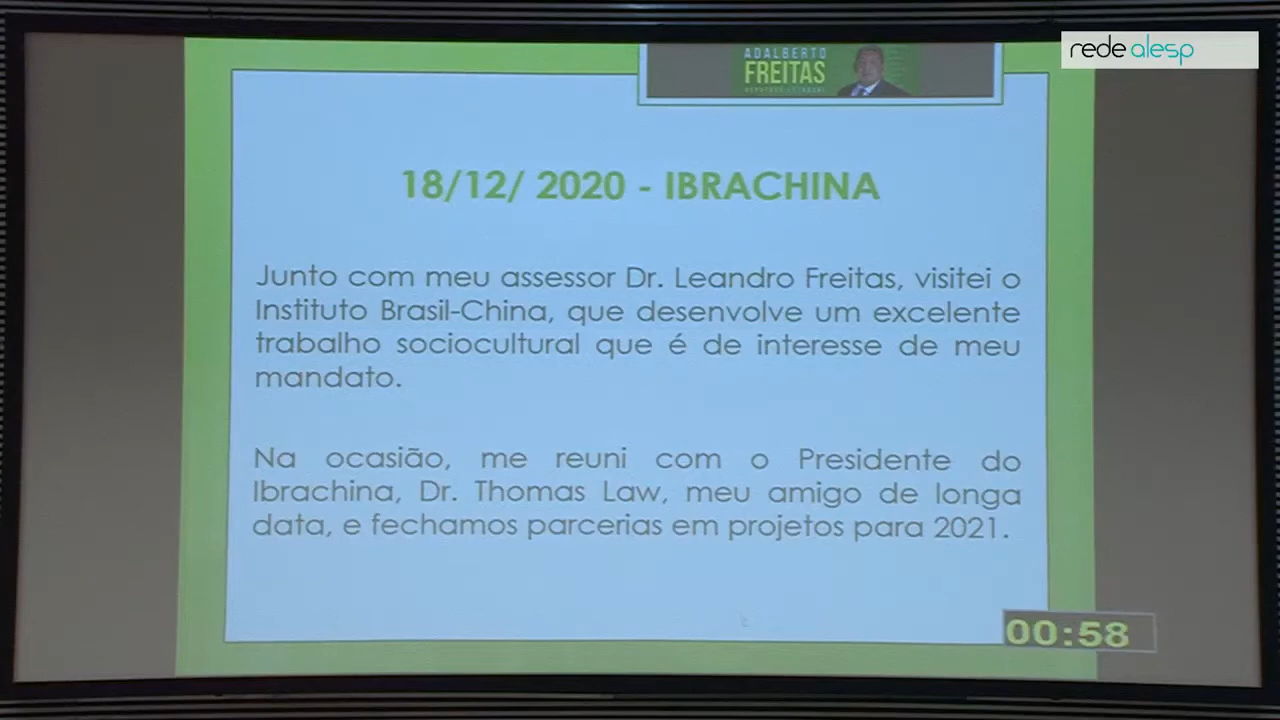 rede alesp
ADALBERTO
FREITAS
DEPUTADO ESTADUAL
18/12/ 2020 - IBRACHINA
Junto com meu assessor Dr. Leandro Freitas, visitei o
Instituto Brasil-China, que desenvolve um excelente
trabalho sociocultural que é de interesse de meu
mandato.
Na ocasião, me reuni com o Presidente do
Ibrachina, Dr. Thomas Law, meu amigo de longa
data, e fechamos parcerias em projetos para 2021.
00:58